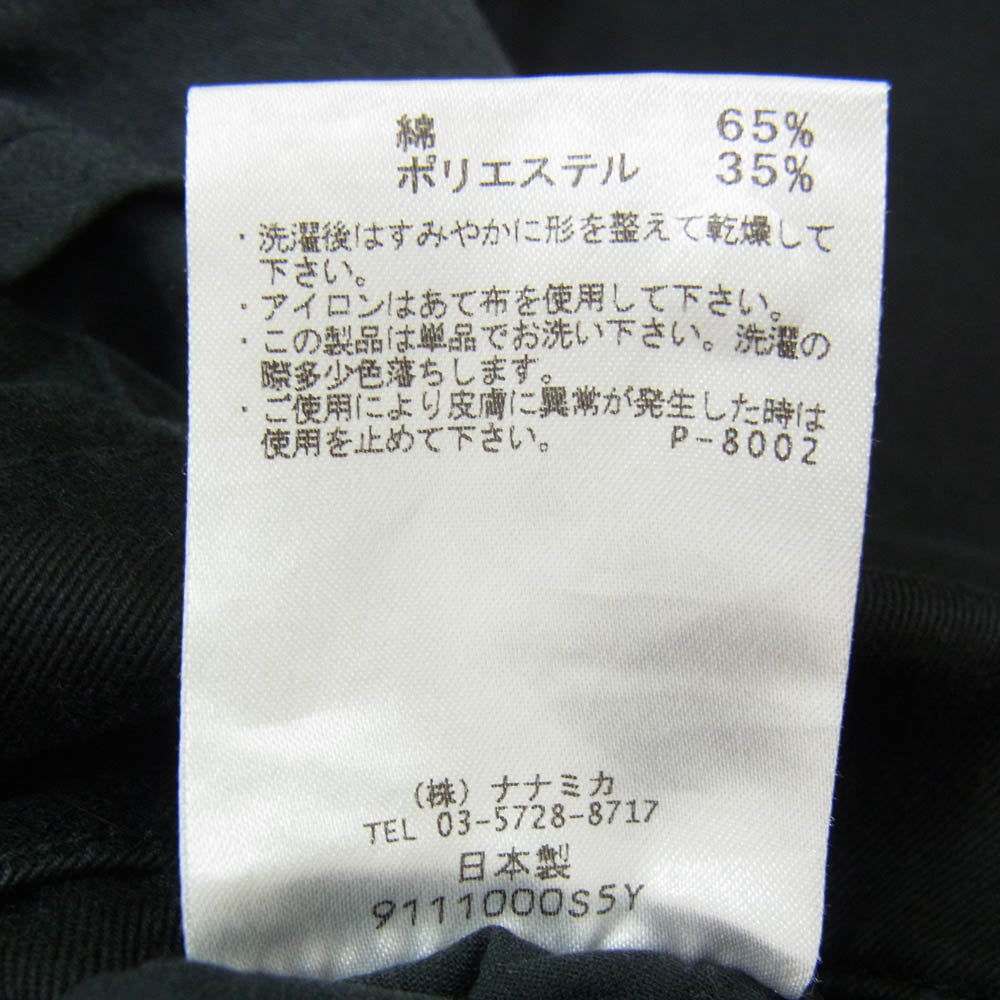 綿 65%
ポリエステル 35%
・洗濯後はすみやかに形を整えて乾燥して
下さい。
・アイロンはあて布を使用して下さい。
・この製品は単品でお洗い下さい。洗濯の
際多少色落ちします。
・ご使用により皮膚に異常が発生した時は
使用を止めて下さい。 P-8002
(株) ナナミカ
TEL 03-5728-8717
日本製
9111000S5Y